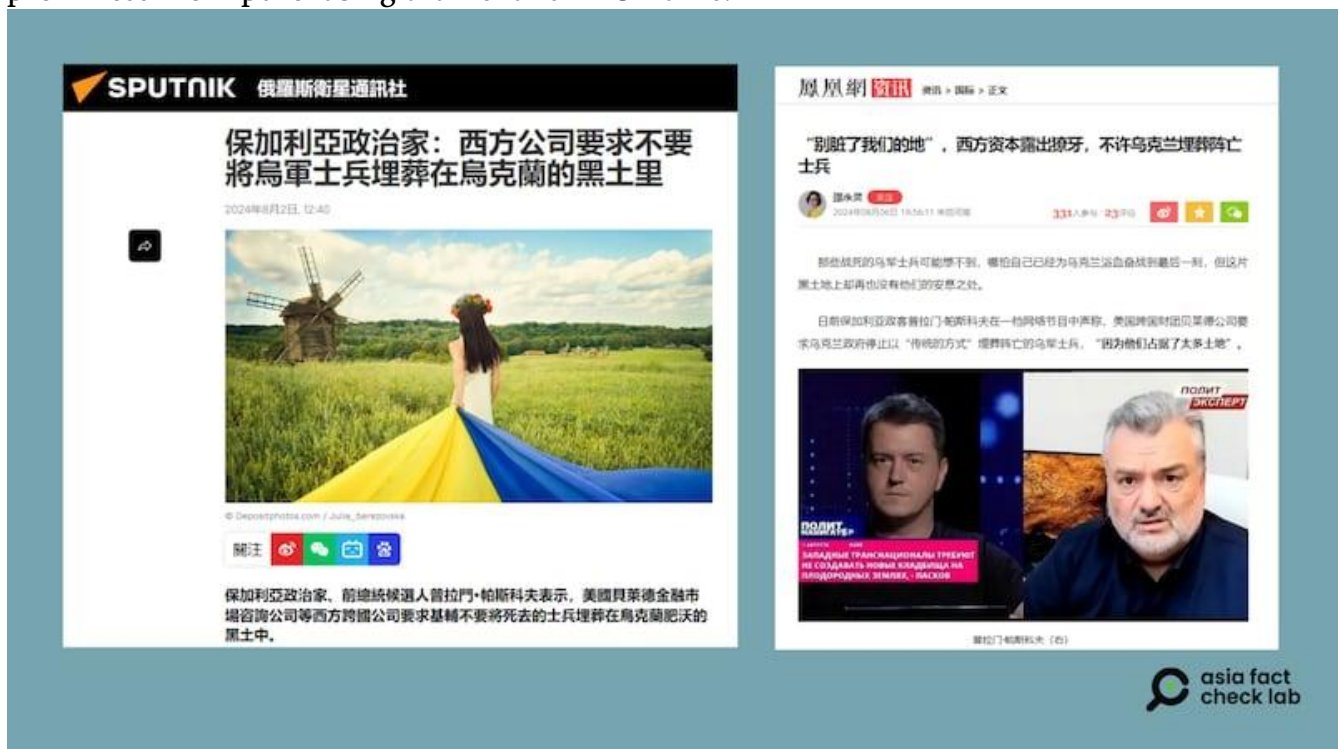 SPUTNIK 俄羅斯衛星通訊社
保加利亞政治家：西方公司要求不要
將烏軍士兵埋葬在烏克蘭的黑土里
2024年8月2日, 12:40
© Depositphotos.com / Julia_Berezovska
關注
保加利亞政治家、前總統候選人普拉門•帕斯科夫表示，美國貝萊德金融市
場咨詢公司等西方跨國公司要求基輔不要將死去的士兵埋葬在烏克蘭肥沃的
黑土中。
鳳凰網 资讯 资讯 > 国际 > 正文
“别脏了我们的地”，西方资本露出獠牙，不许乌克兰埋葬阵亡
士兵
331人参与 23评论
那些战死的乌军士兵可能想不到，哪怕自己已经为乌克兰浴血奋战到最后一刻，但这片
黑土地上却再也没有他们的安息之处。
日前保加利亚政客普拉门·帕斯科夫在一档网络节目中声称，美国跨国财团贝莱德公司要
求乌克兰政府停止以“传统的方式”埋葬阵亡的乌军士兵，“因为他们占据了太多土地”。
ПОЛИТ
ЭКСПЕРТ
ПОЛИТ
НАВИГАТОР
ЗАПАДНЫЕ ТРАНСНАЦИОНАЛЫ ТРЕБУЮТ
НЕ СОЗДАВАТЬ НОВЫЕ КЛАДБИЩА НА
ПЛОДОРОДНЫХ ЗЕМЛЯХ, - ПАСКОВ
普拉门·帕斯科夫（右）
asia fact
check lab